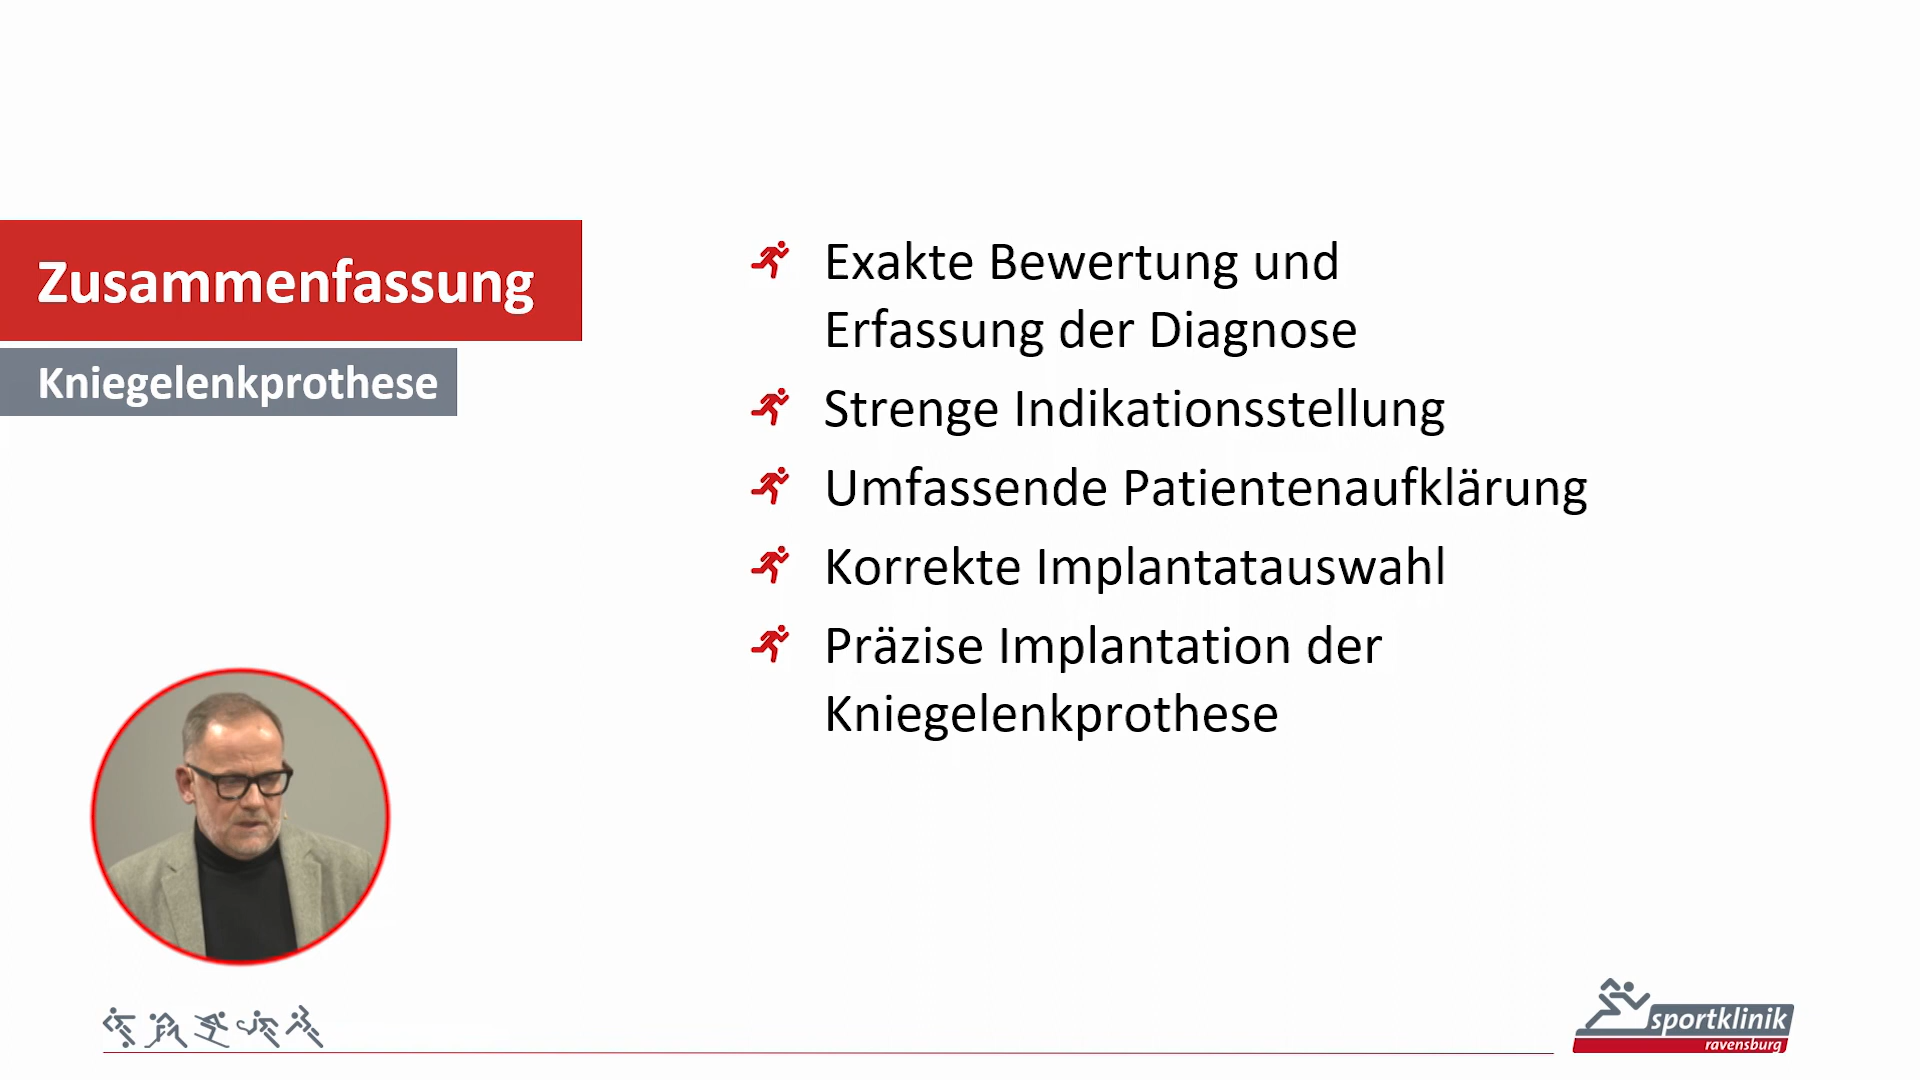 Zusammenfassung
Kniegelenkprothese
Exakte Bewertung und
Erfassung der Diagnose
Strenge Indikationsstellung
Umfassende Patientenaufklärung
Korrekte Implantatauswahl
Präzise Implantation der
Kniegelenkprothese
sportklinik
ravensburg